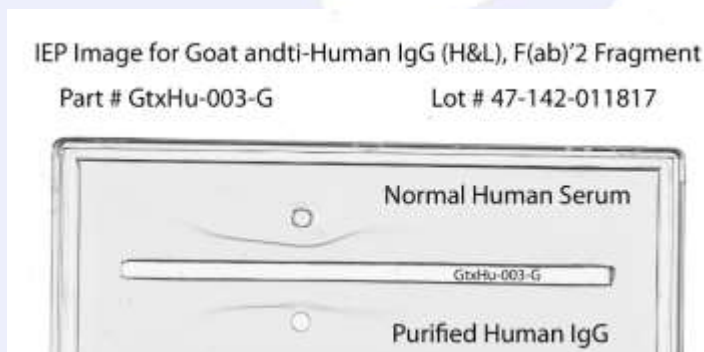 IEP Image for Goat andti-Human IgG (H&L), F(ab)'2 Fragment
Part # GtxHu-003-G Lot # 47-142-011817
Normal Human Serum
GtxHu-003-G
Purified Human IgG